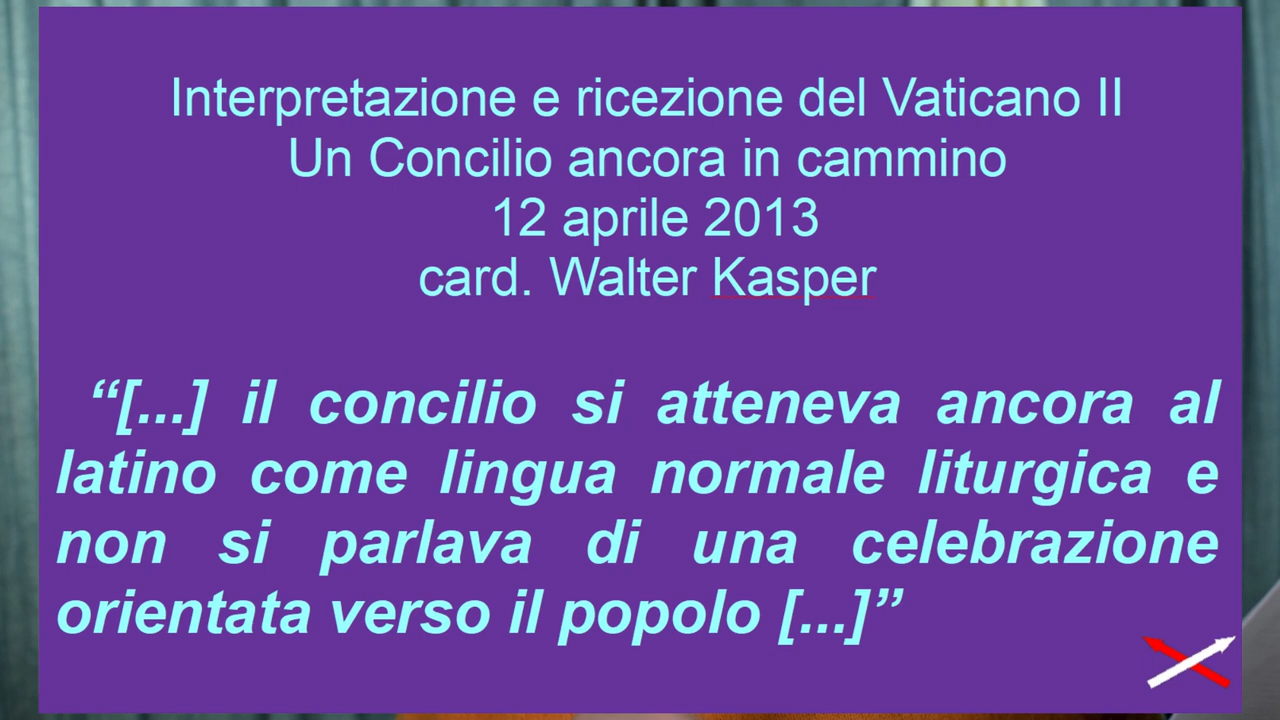 Interpretazione e ricezione del Vaticano II
Un Concilio ancora in cammino
12 aprile 2013
card. Walter Kasper
“[...] il concilio si atteneva ancora al
latino come lingua normale liturgica e
non si parlava di una celebrazione
orientata verso il popolo [...]”